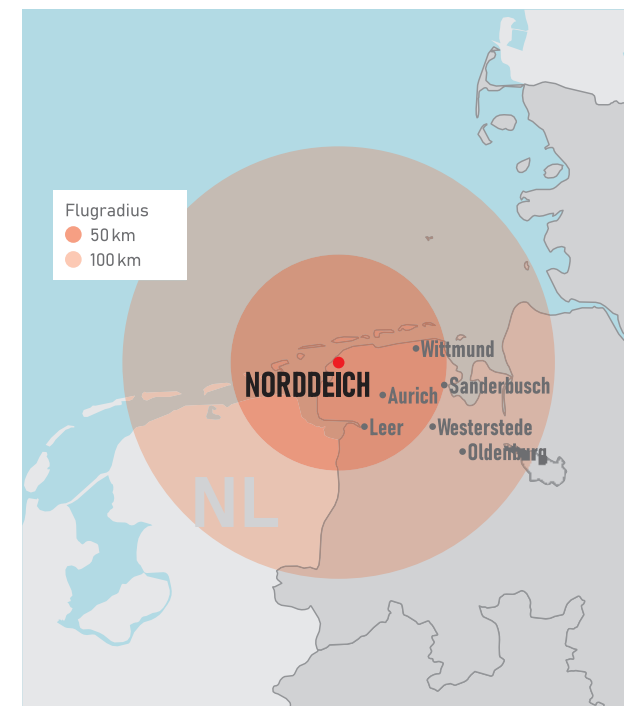 Flugradius
50 km
100 km
Wittmund
NORDDEICH
Sanderbusch
Aurich
Leer
Westerstede
Oldenburg
NL